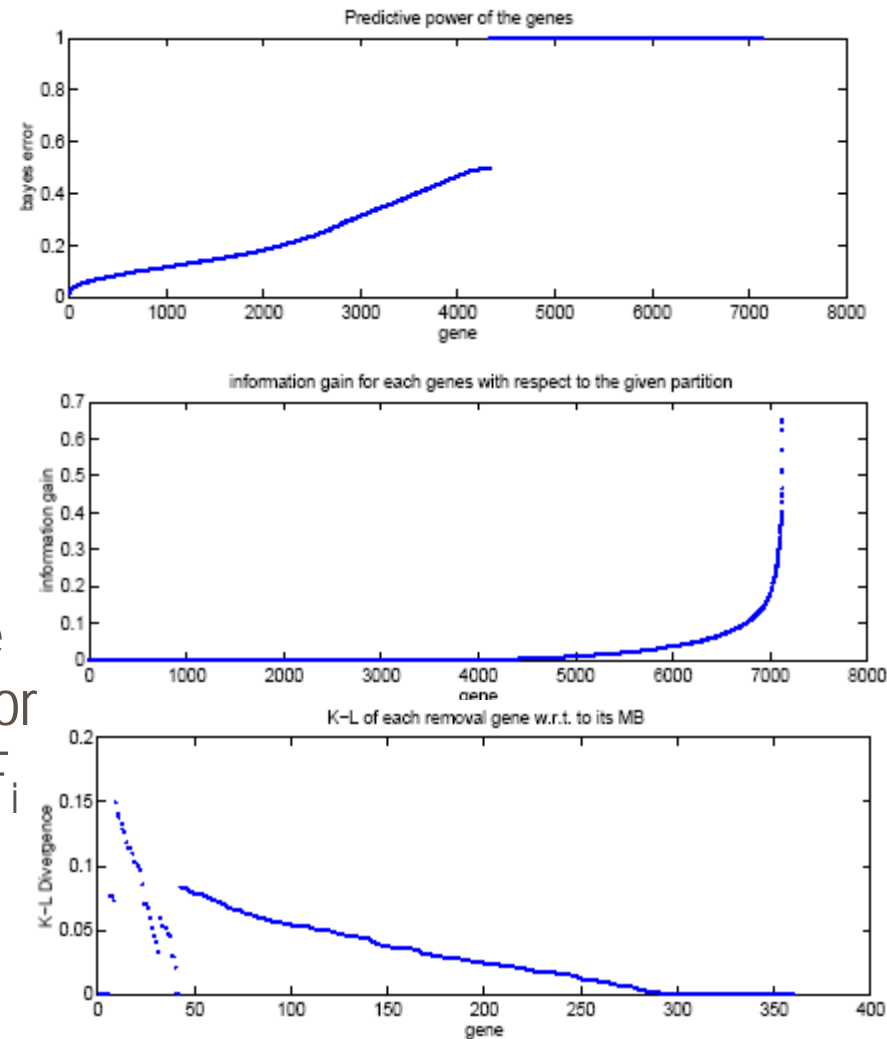 Predictive power of the genes
1
0.8
0.6
0.4
0.2
0
bayes error
0 1000 2000 3000 4000 5000 6000 7000 8000
gene
information gain for each genes with respect to the given partition
0.7
0.6
0.5
0.4
0.3
0.2
0.1
0
information gain
0 1000 2000 3000 4000 5000 6000 7000 8000
gene
K-L of each removal gene w.r.t. to its MB
0.2
0.15
0.1
0.05
0
K-L Divergence
0 50 100 150 200 250 300 350 400
gene
or
i